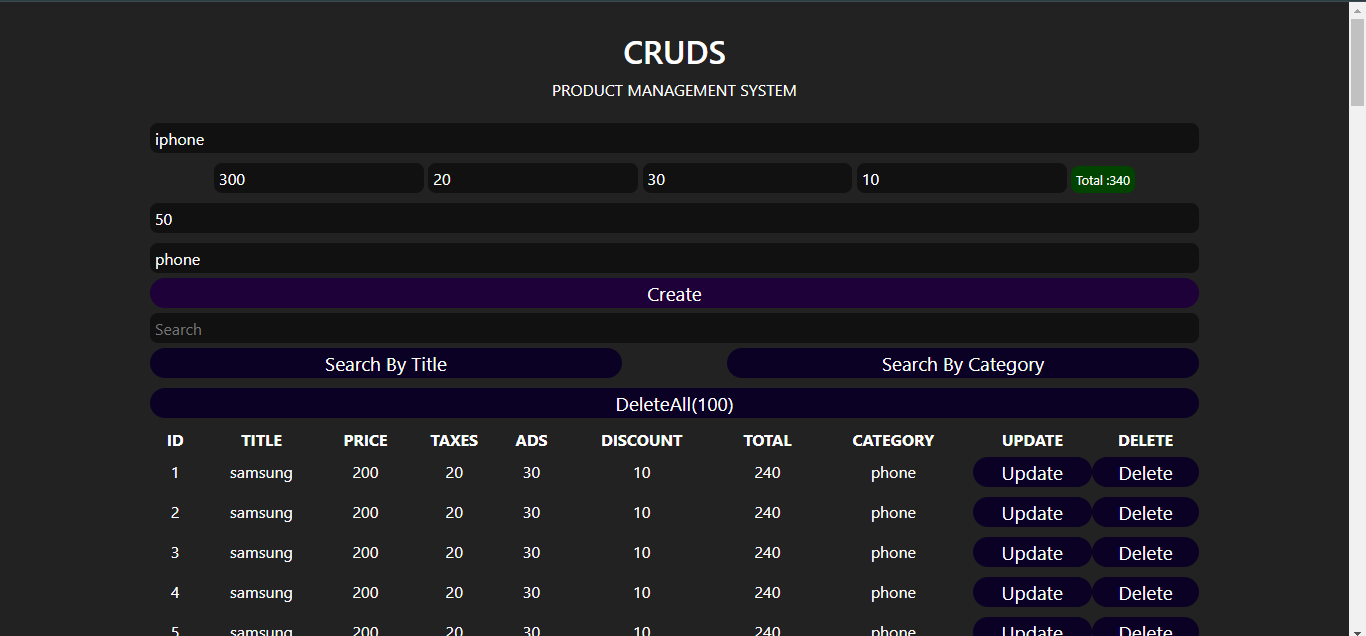 CRUDS
PRODUCT MANAGEMENT SYSTEM
iphone
300 20 30 10 Total :340
50
phone
Create
Search
Search By Title Search By Category
DeleteAll(100)
ID TITLE PRICE TAXES ADS DISCOUNT TOTAL CATEGORY UPDATE DELETE
1 samsung 200 20 30 10 240 phone Update Delete
2 samsung 200 20 30 10 240 phone Update Delete
3 samsung 200 20 30 10 240 phone Update Delete
4 samsung 200 20 30 10 240 phone Update Delete
5 samsung 200 20 30 10 240 phone Update Delete